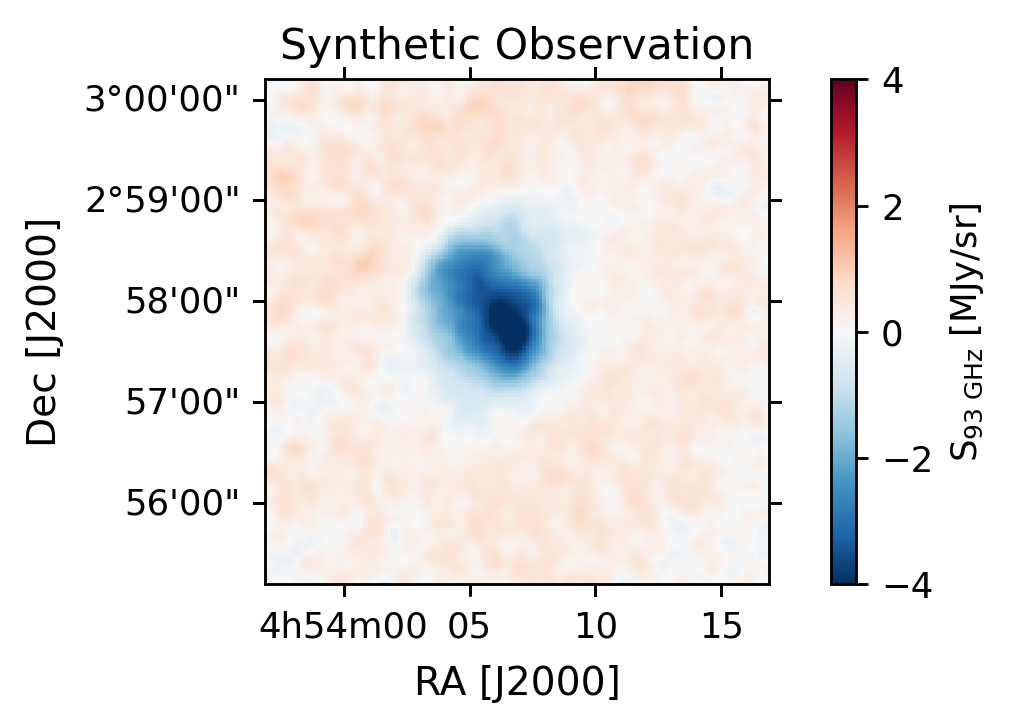 Synthetic Observation
3°00'00"
2°59'00"
58'00"
57'00"
56'00"
Dec [J2000]
4h54m00 05 10 15
RA [J2000]
4
2
0
−2
−4
S93 GHz [MJy/sr]